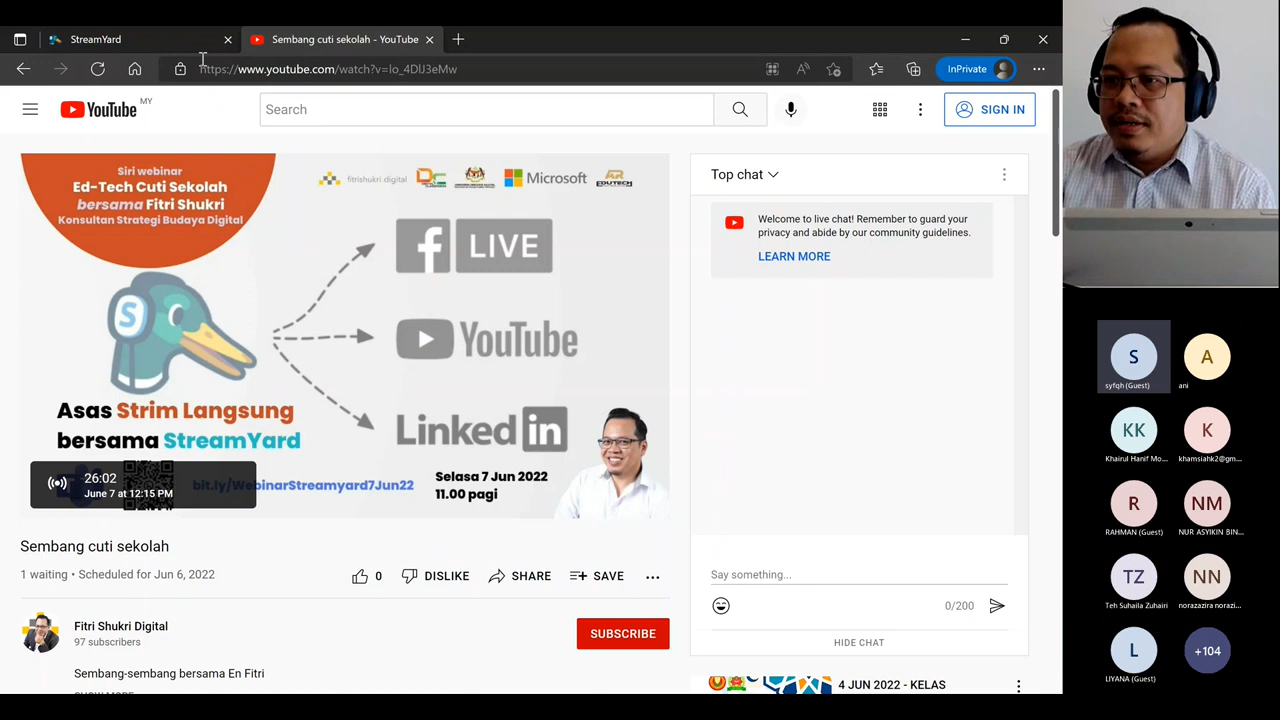 StreamYard
Sembang cuti sekolah - YouTube
https://www.youtube.com/watch?v=Io_4DlJ3eMw
InPrivate
YouTube MY
Search
SIGN IN
Siri webinar
Ed-Tech Cuti Sekolah
bersama Fitri Shukri
Konsultan Strategi Budaya Digital
fitrishukri.digital
Microsoft
AR
EDUTECH
LIVE
YouTube
LinkedIn
S
Asas Strim Langsung
bersama StreamYard
26:02
June 7 at 12:15 PM
bit.ly/WebinarStreamyard7Jun22
Selasa 7 Jun 2022
11.00 pagi
Top chat
Welcome to live chat! Remember to guard your
privacy and abide by our community guidelines.
LEARN MORE
Say something...
0/200
HIDE CHAT
Sembang cuti sekolah
1 waiting • Scheduled for Jun 6, 2022
0
DISLIKE
SHARE
SAVE
Fitri Shukri Digital
97 subscribers
SUBSCRIBE
Sembang-sembang bersama En Fitri
4 JUN 2022 - KELAS
S
syfqh (Guest)
A
ani
KK
Khairul Hanif Mo...
K
khamsiahk2@gm...
R
RAHMAN (Guest)
NM
NUR ASYIKIN BIN...
TZ
Teh Suhaila Zuhairi
NN
norazazira norazi...
L
LIYANA (Guest)
+104